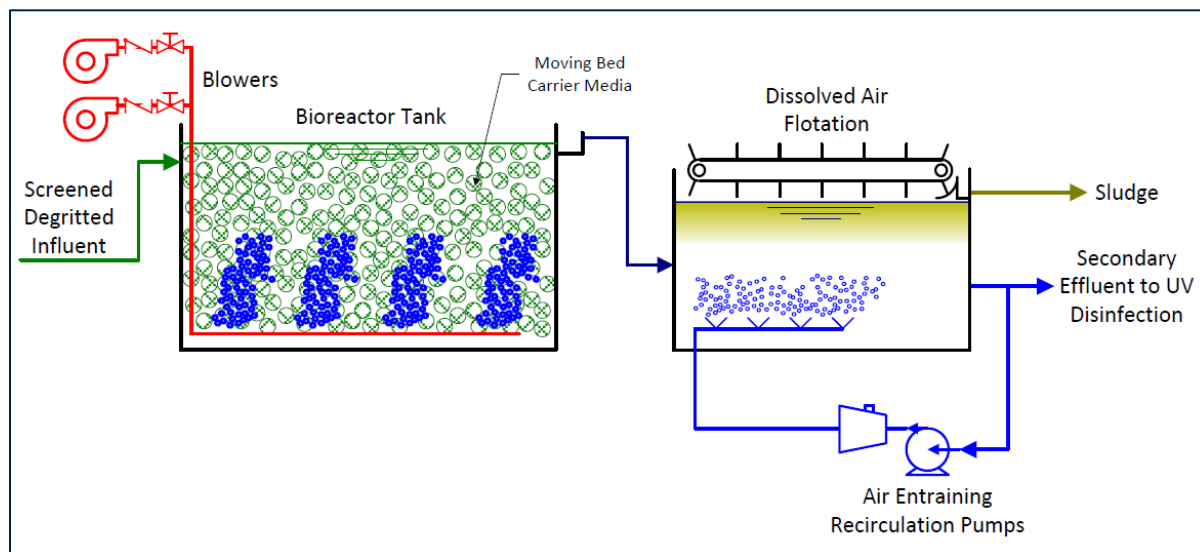 Blowers
Moving Bed
Carrier Media
Bioreactor Tank
Dissolved Air
Flotation
Screened
Degritted
Influent
Sludge
Secondary
Effluent to UV
Disinfection
Air Entraining
Recirculation Pumps